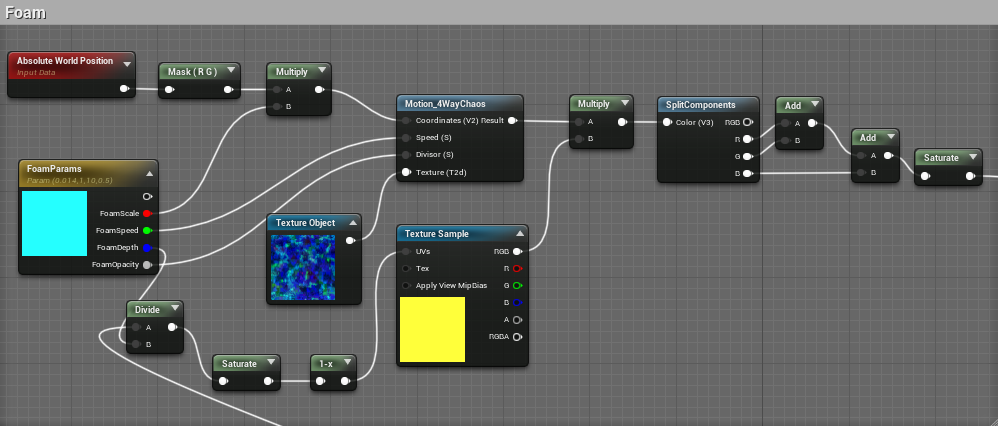 Foam
Absolute World Position
Input Data
Mask ( R G )
Multiply
A
B
Motion_4WayChaos
Coordinates (V2) Result
Speed (S)
Divisor (S)
Texture (T2d)
Multiply
A
B
SplitComponents
Color (V3) RGB
R
G
B
Add
A
B
Add
A
B
Saturate
FoamParams
Param (0.014,1,10,0.5)
FoamScale
FoamSpeed
FoamDepth
FoamOpacity
Texture Object
Texture Sample
UVs RGB
Tex R
Apply View MipBias G
B
A
RGBA
Divide
A
B
Saturate
1-x